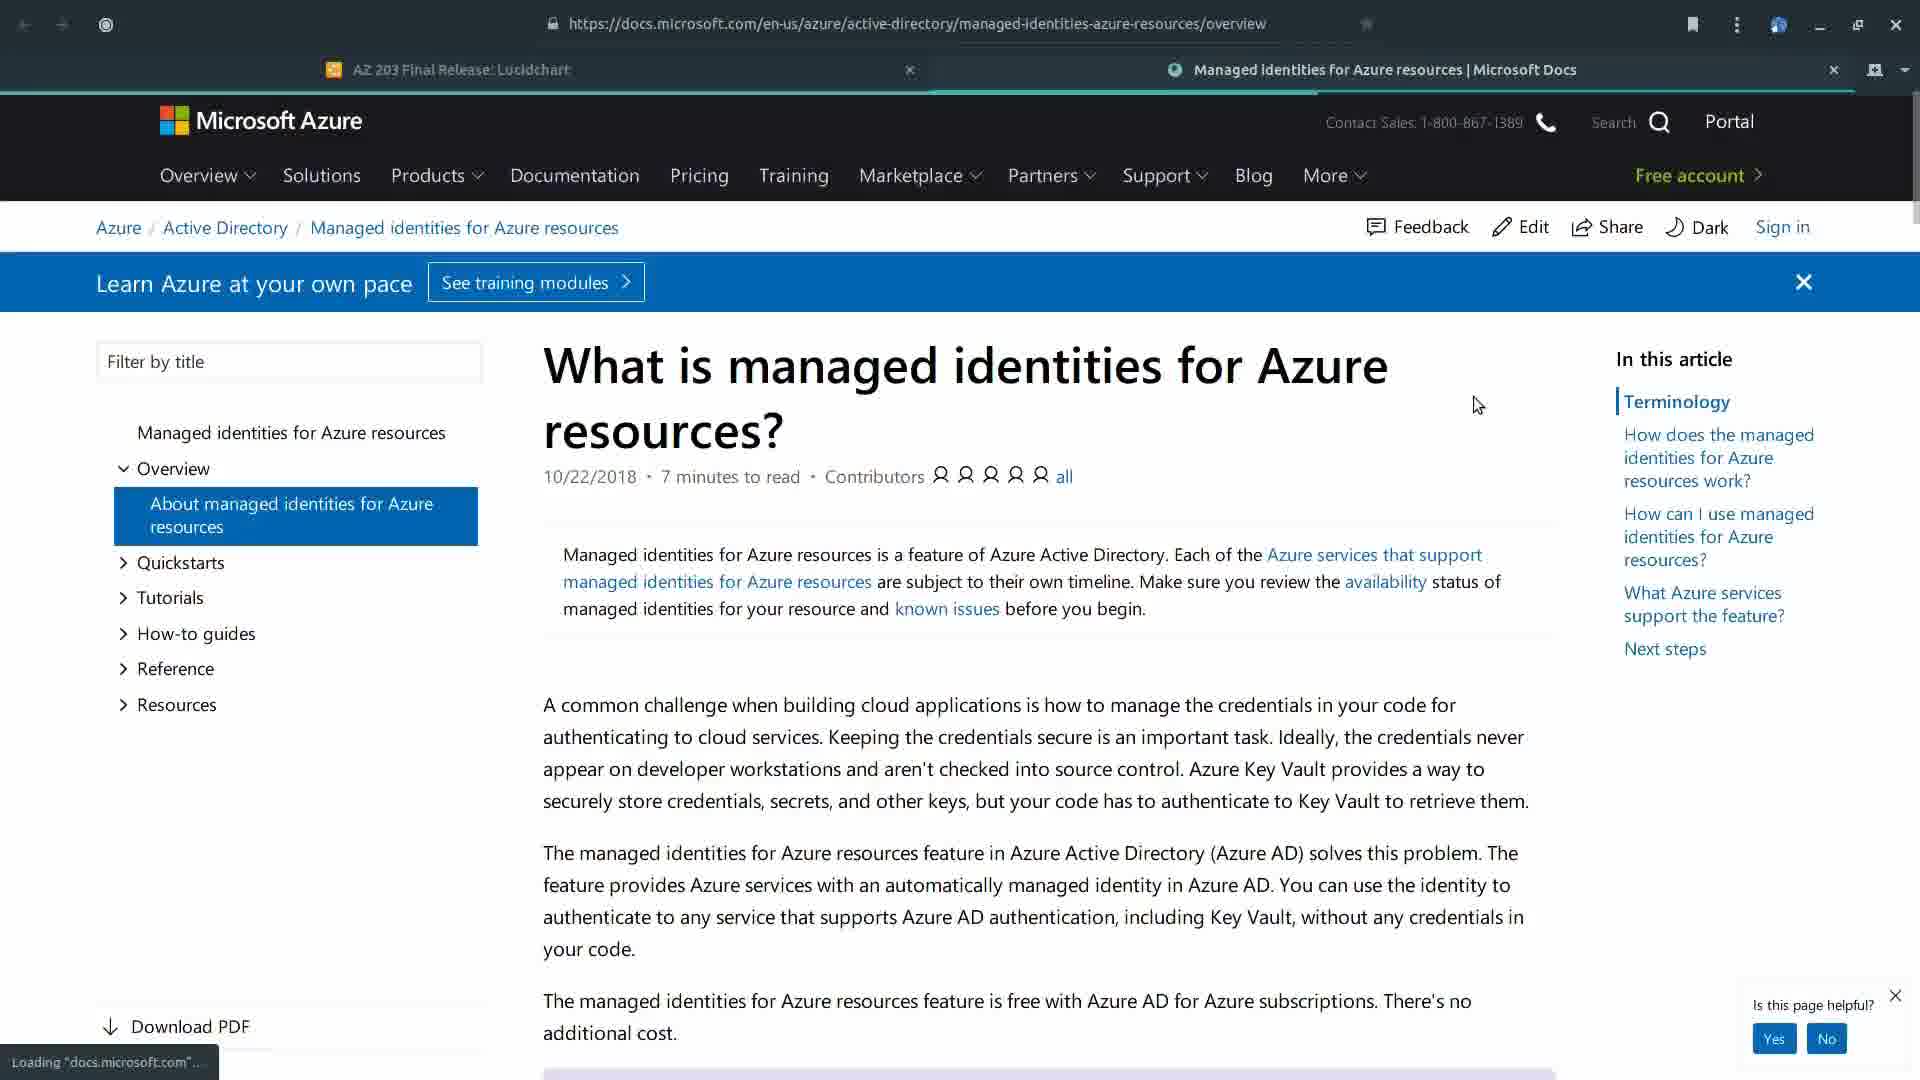 https://docs.microsoft.com/en-us/azure/active-directory/managed-identities-azure-resources/overview
AZ 203 Final Release: Lucidchart
Managed identities for Azure resources | Microsoft Docs
Microsoft Azure
Contact Sales: 1-800-867-1389
Search
Portal
Overview
Solutions
Products
Documentation
Pricing
Training
Marketplace
Partners
Support
Blog
More
Free account
Azure / Active Directory / Managed identities for Azure resources
Feedback
Edit
Share
Dark
Sign in
Learn Azure at your own pace
See training modules
Filter by title
Managed identities for Azure resources
Overview
About managed identities for Azure
resources
Quickstarts
Tutorials
How-to guides
Reference
Resources
Download PDF
Loading "docs.microsoft.com"...
What is managed identities for Azure
resources?
10/22/2018 • 7 minutes to read • Contributors all
Managed identities for Azure resources is a feature of Azure Active Directory. Each of the Azure services that support
managed identities for Azure resources are subject to their own timeline. Make sure you review the availability status of
managed identities for your resource and known issues before you begin.
A common challenge when building cloud applications is how to manage the credentials in your code for
authenticating to cloud services. Keeping the credentials secure is an important task. Ideally, the credentials never
appear on developer workstations and aren't checked into source control. Azure Key Vault provides a way to
securely store credentials, secrets, and other keys, but your code has to authenticate to Key Vault to retrieve them.
The managed identities for Azure resources feature in Azure Active Directory (Azure AD) solves this problem. The
feature provides Azure services with an automatically managed identity in Azure AD. You can use the identity to
authenticate to any service that supports Azure AD authentication, including Key Vault, without any credentials in
your code.
The managed identities for Azure resources feature is free with Azure AD for Azure subscriptions. There's no
additional cost.
In this article
Terminology
How does the managed
identities for Azure
resources work?
How can I use managed
identities for Azure
resources?
What Azure services
support the feature?
Next steps
Is this page helpful?
Yes
No